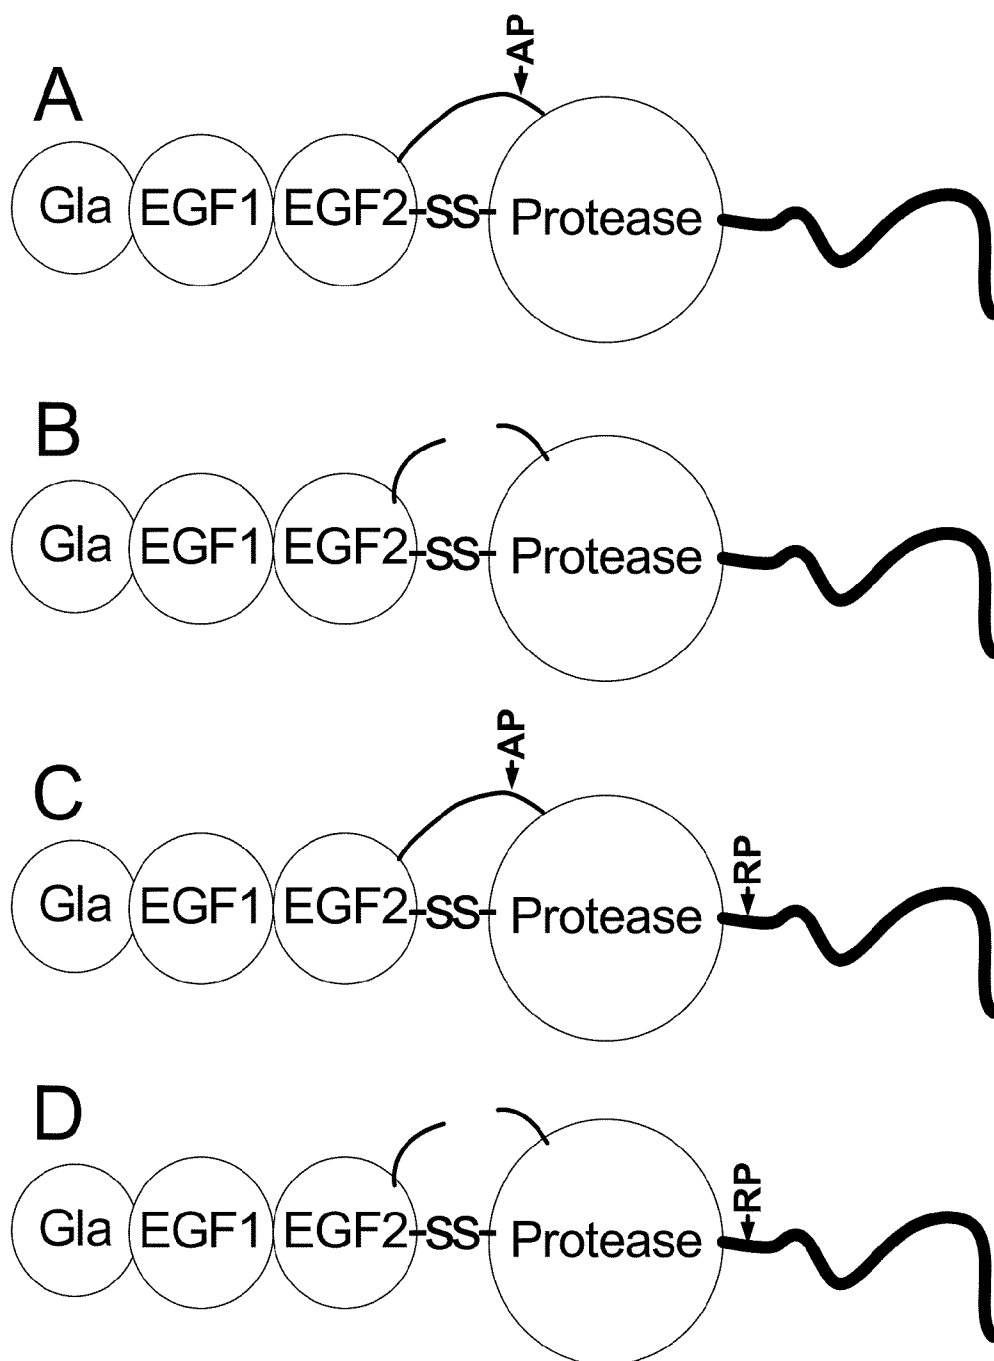 A
AP
Gla EGF1 EGF2-SS- Protease
B
Gla EGF1 EGF2-SS- Protease
C
AP
RP
Gla EGF1 EGF2-SS- Protease
D
RP
Gla EGF1 EGF2-SS- Protease